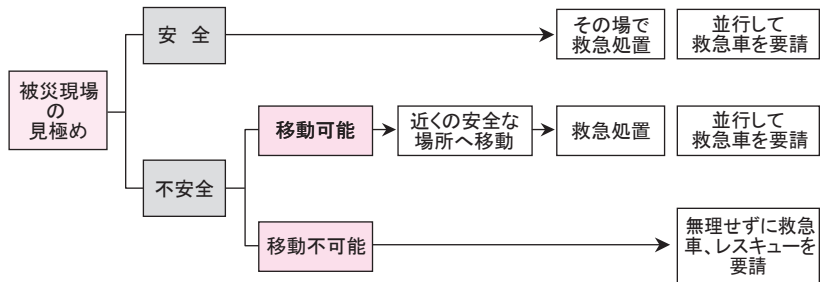 被災現場
の
見極め
安 全
その場で
救急処置
並行して
救急車を要請
不安全
移動可能
近くの安全な
場所へ移動
救急処置
並行して
救急車を要請
移動不可能
無理せずに救急
車、レスキューを
要請